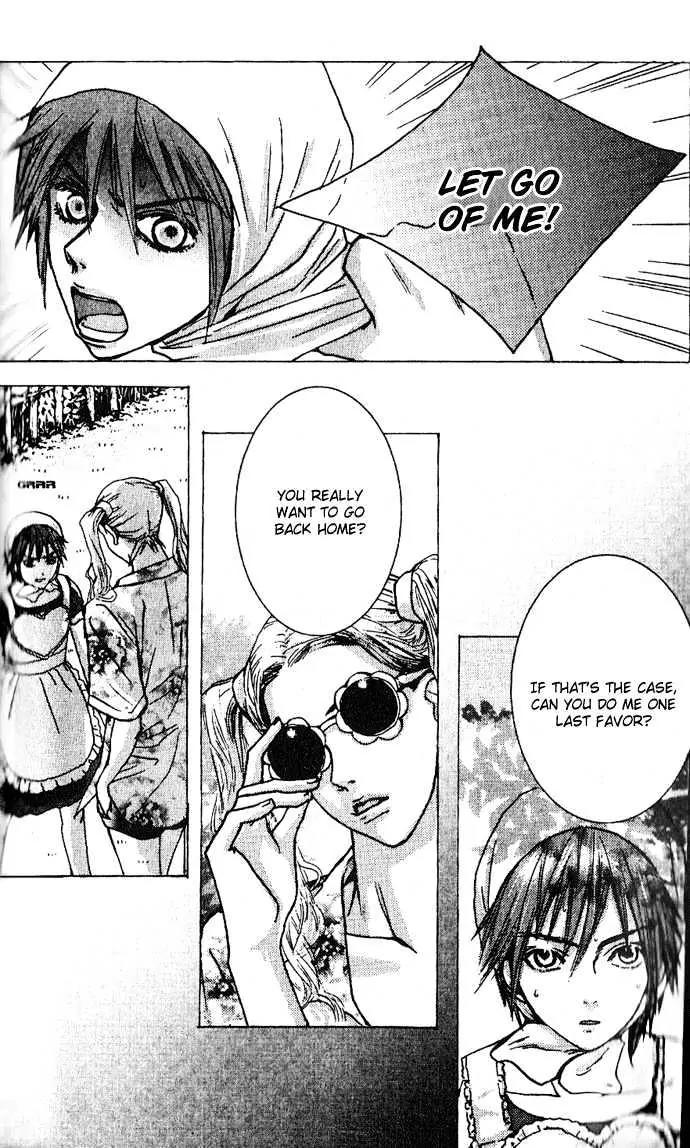 LET GO
OF ME!
GRRR
YOU REALLY
WANT TO GO
BACK HOME?
IF THAT'S THE CASE,
CAN YOU DO ME ONE
LAST FAVOR?